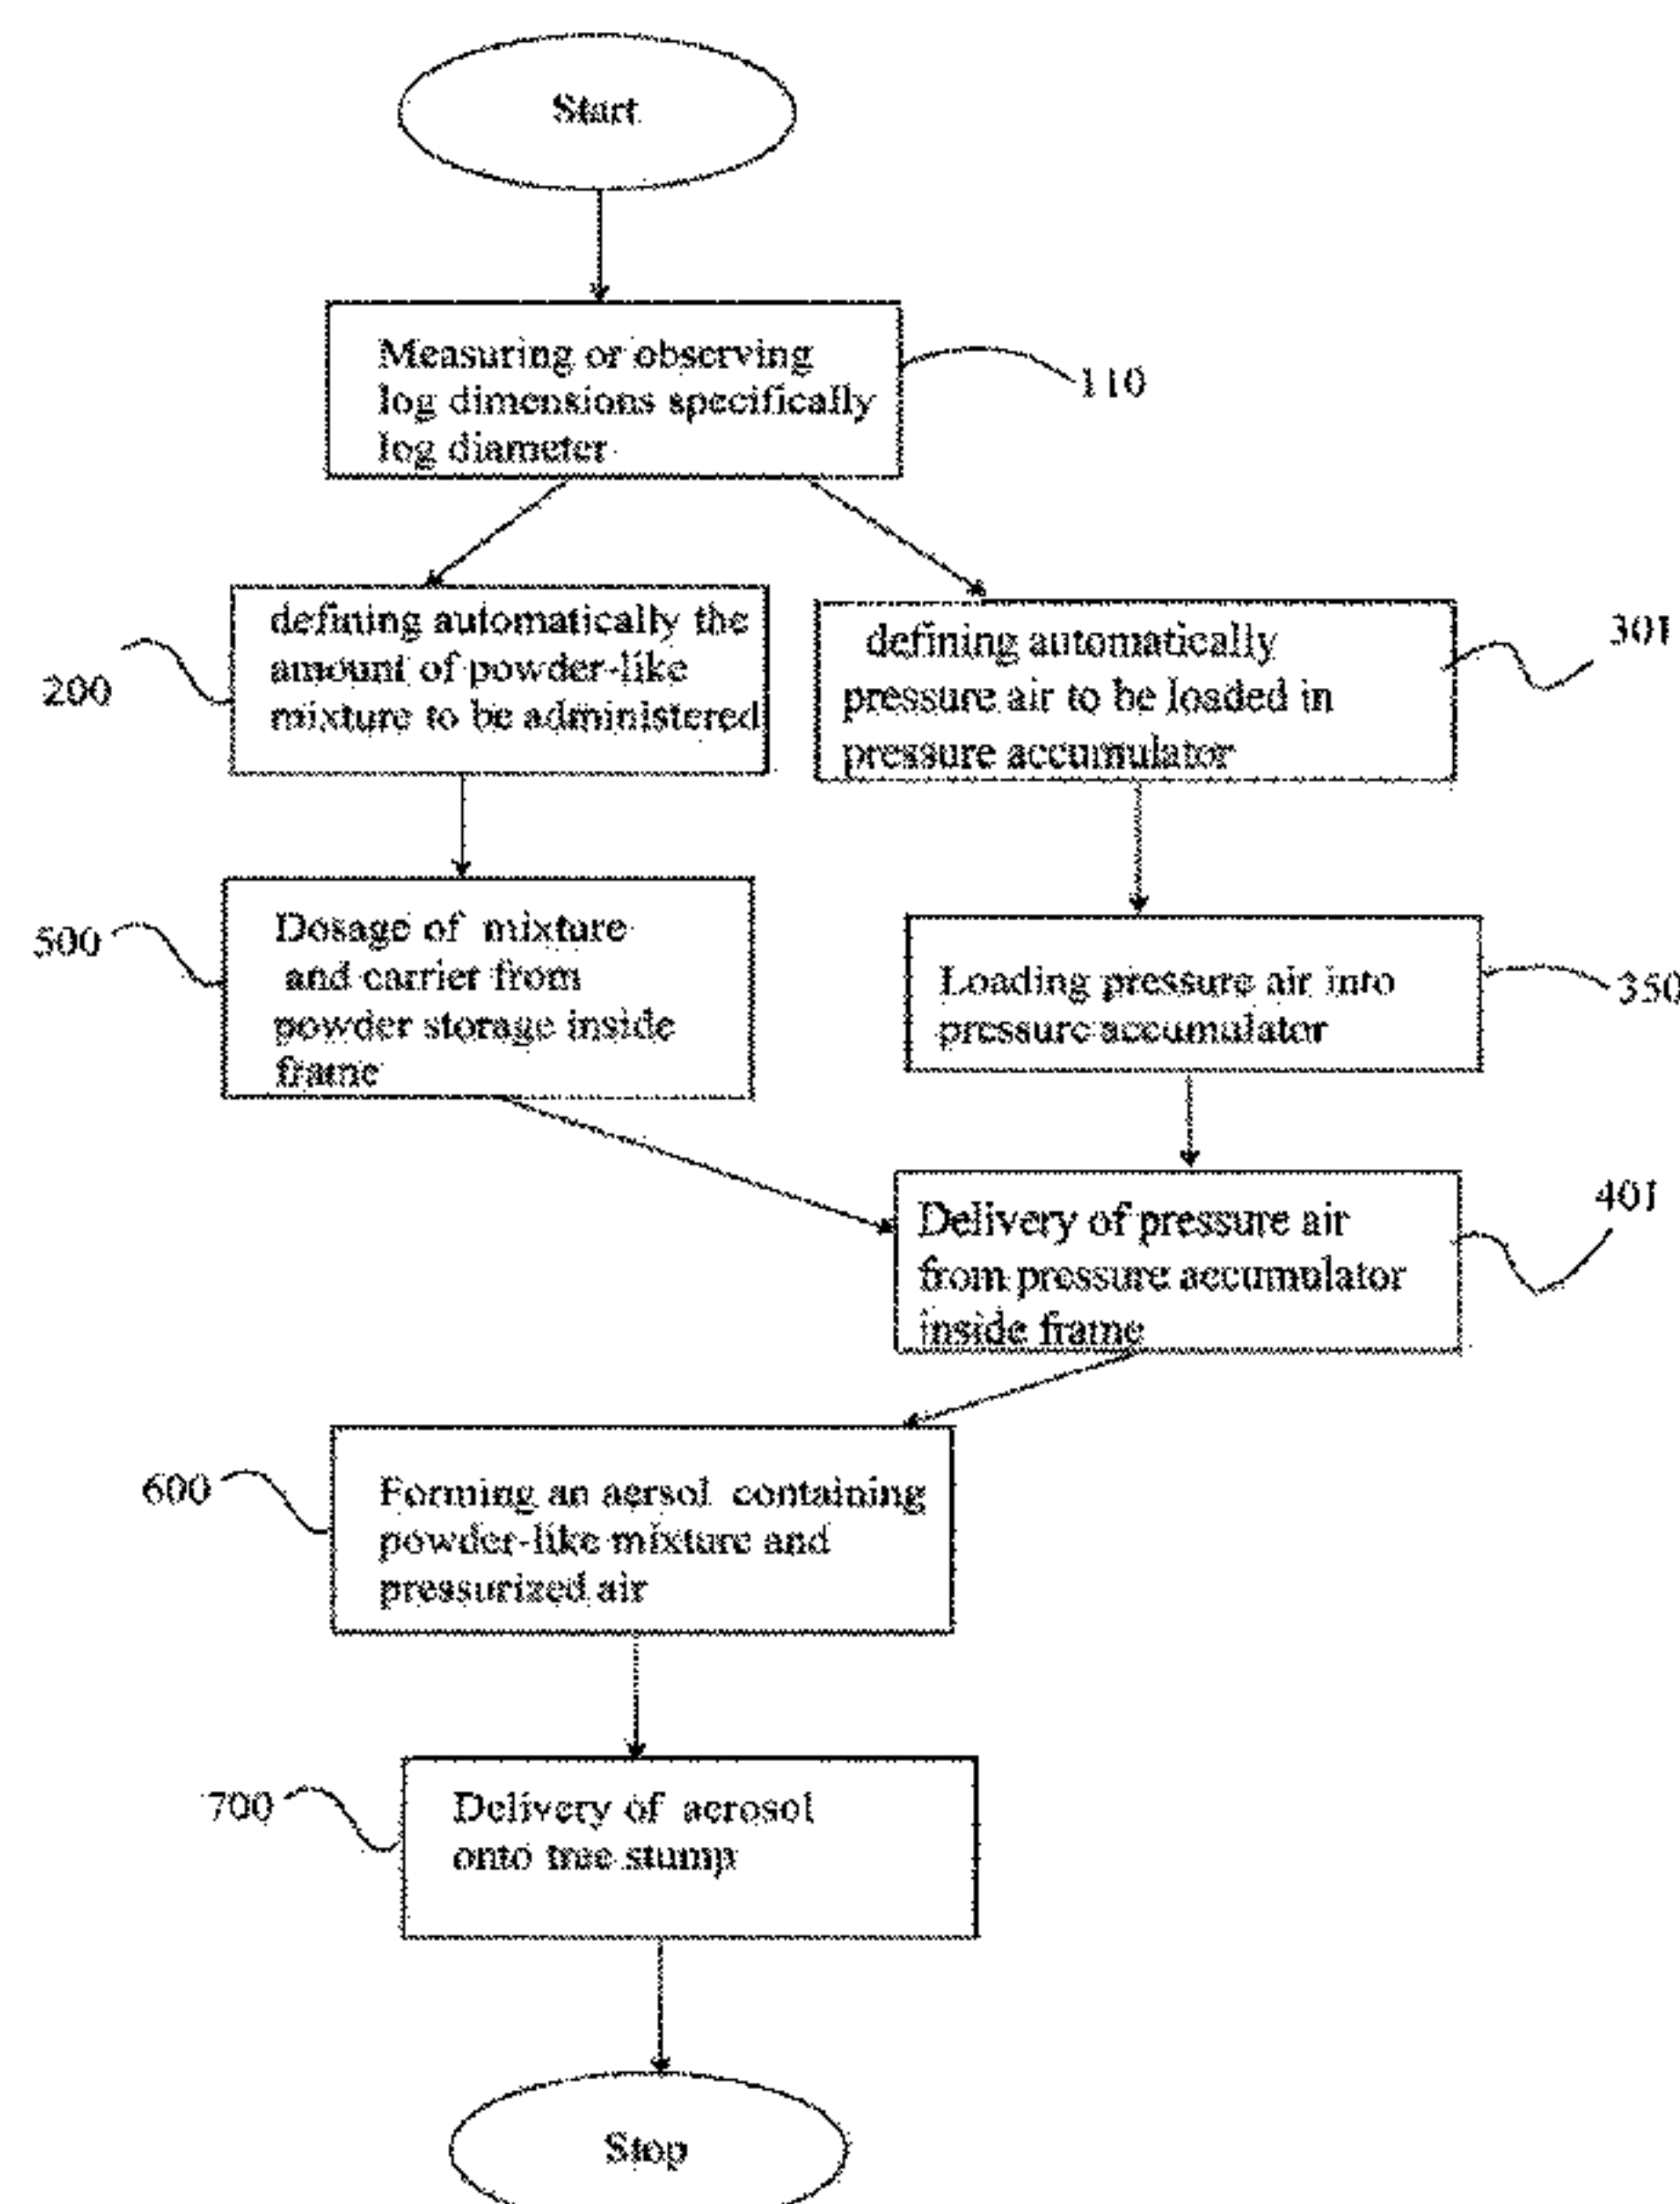 Start
Measuring or observing
log dimensions specifically
log diameter
110
defining automatically the
amount of powder-like
mixture to be administered
200
defining automatically
pressure air to be loaded in
pressure accumulator
301
Dosage of mixture
and carrier from
powder storage inside
frame
500
Loading pressure air into
pressure accumulator
350
Delivery of pressure air
from pressure accumulator
inside frame
401
Forming an aersol containing
powder-like mixture and
pressurized air
600
Delivery of aerosol
onto tree stump
700
Stop